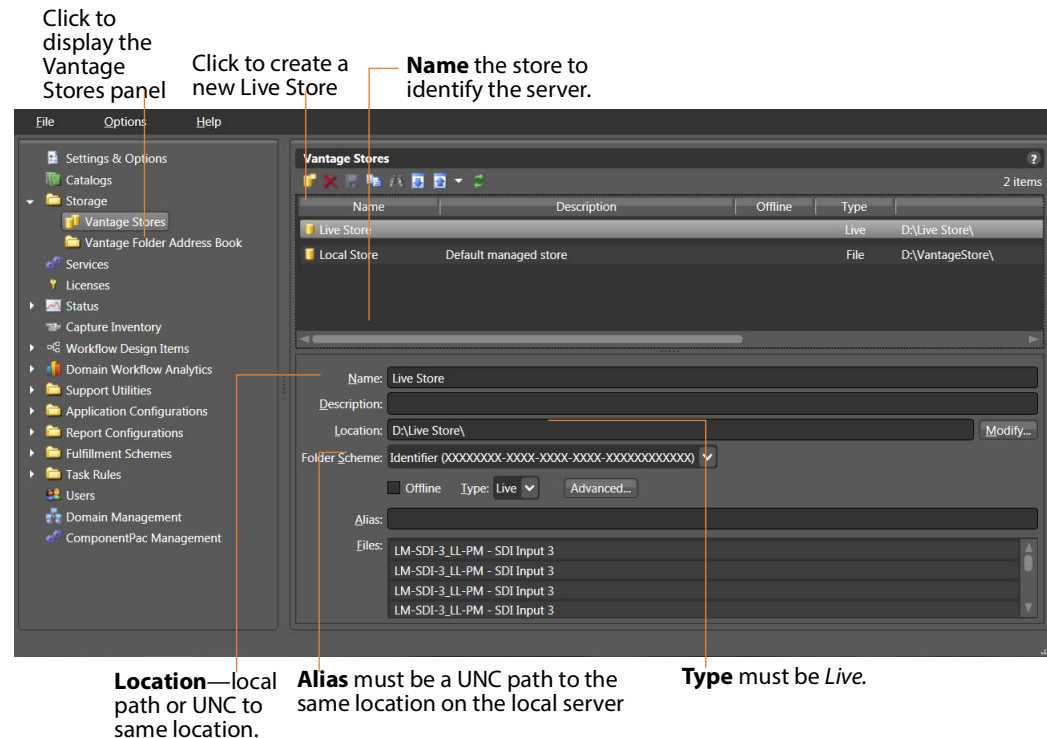 Click to
display the
Vantage
Stores panel
Click to create a
new Live Store
Name the store to
identify the server.
File Options Help
Settings & Options
Catalogs
Storage
Vantage Stores
Vantage Folder Address Book
Services
Licenses
Status
Capture Inventory
Workflow Design Items
Domain Workflow Analytics
Support Utilities
Application Configurations
Report Configurations
Fulfillment Schemes
Task Rules
Users
Domain Management
ComponentPac Management
Vantage Stores ?
2 items
Name Description Offline Type
Live Store Live D:\Live Store\
Local Store Default managed store File D:\VantageStore\
Name: Live Store
Description:
Location: D:\Live Store\ Modify...
Folder Scheme: Identifier (XXXXXXXX-XXXX-XXXX-XXXX-XXXXXXXXXXXX)
Offline Type: Live Advanced...
Alias:
Files: LM-SDI-3_LL-PM - SDI Input 3
LM-SDI-3_LL-PM - SDI Input 3
LM-SDI-3_LL-PM - SDI Input 3
LM-SDI-3_LL-PM - SDI Input 3
Location—local
path or UNC to
same location.
Alias must be a UNC path to the
same location on the local server
Type must be Live.